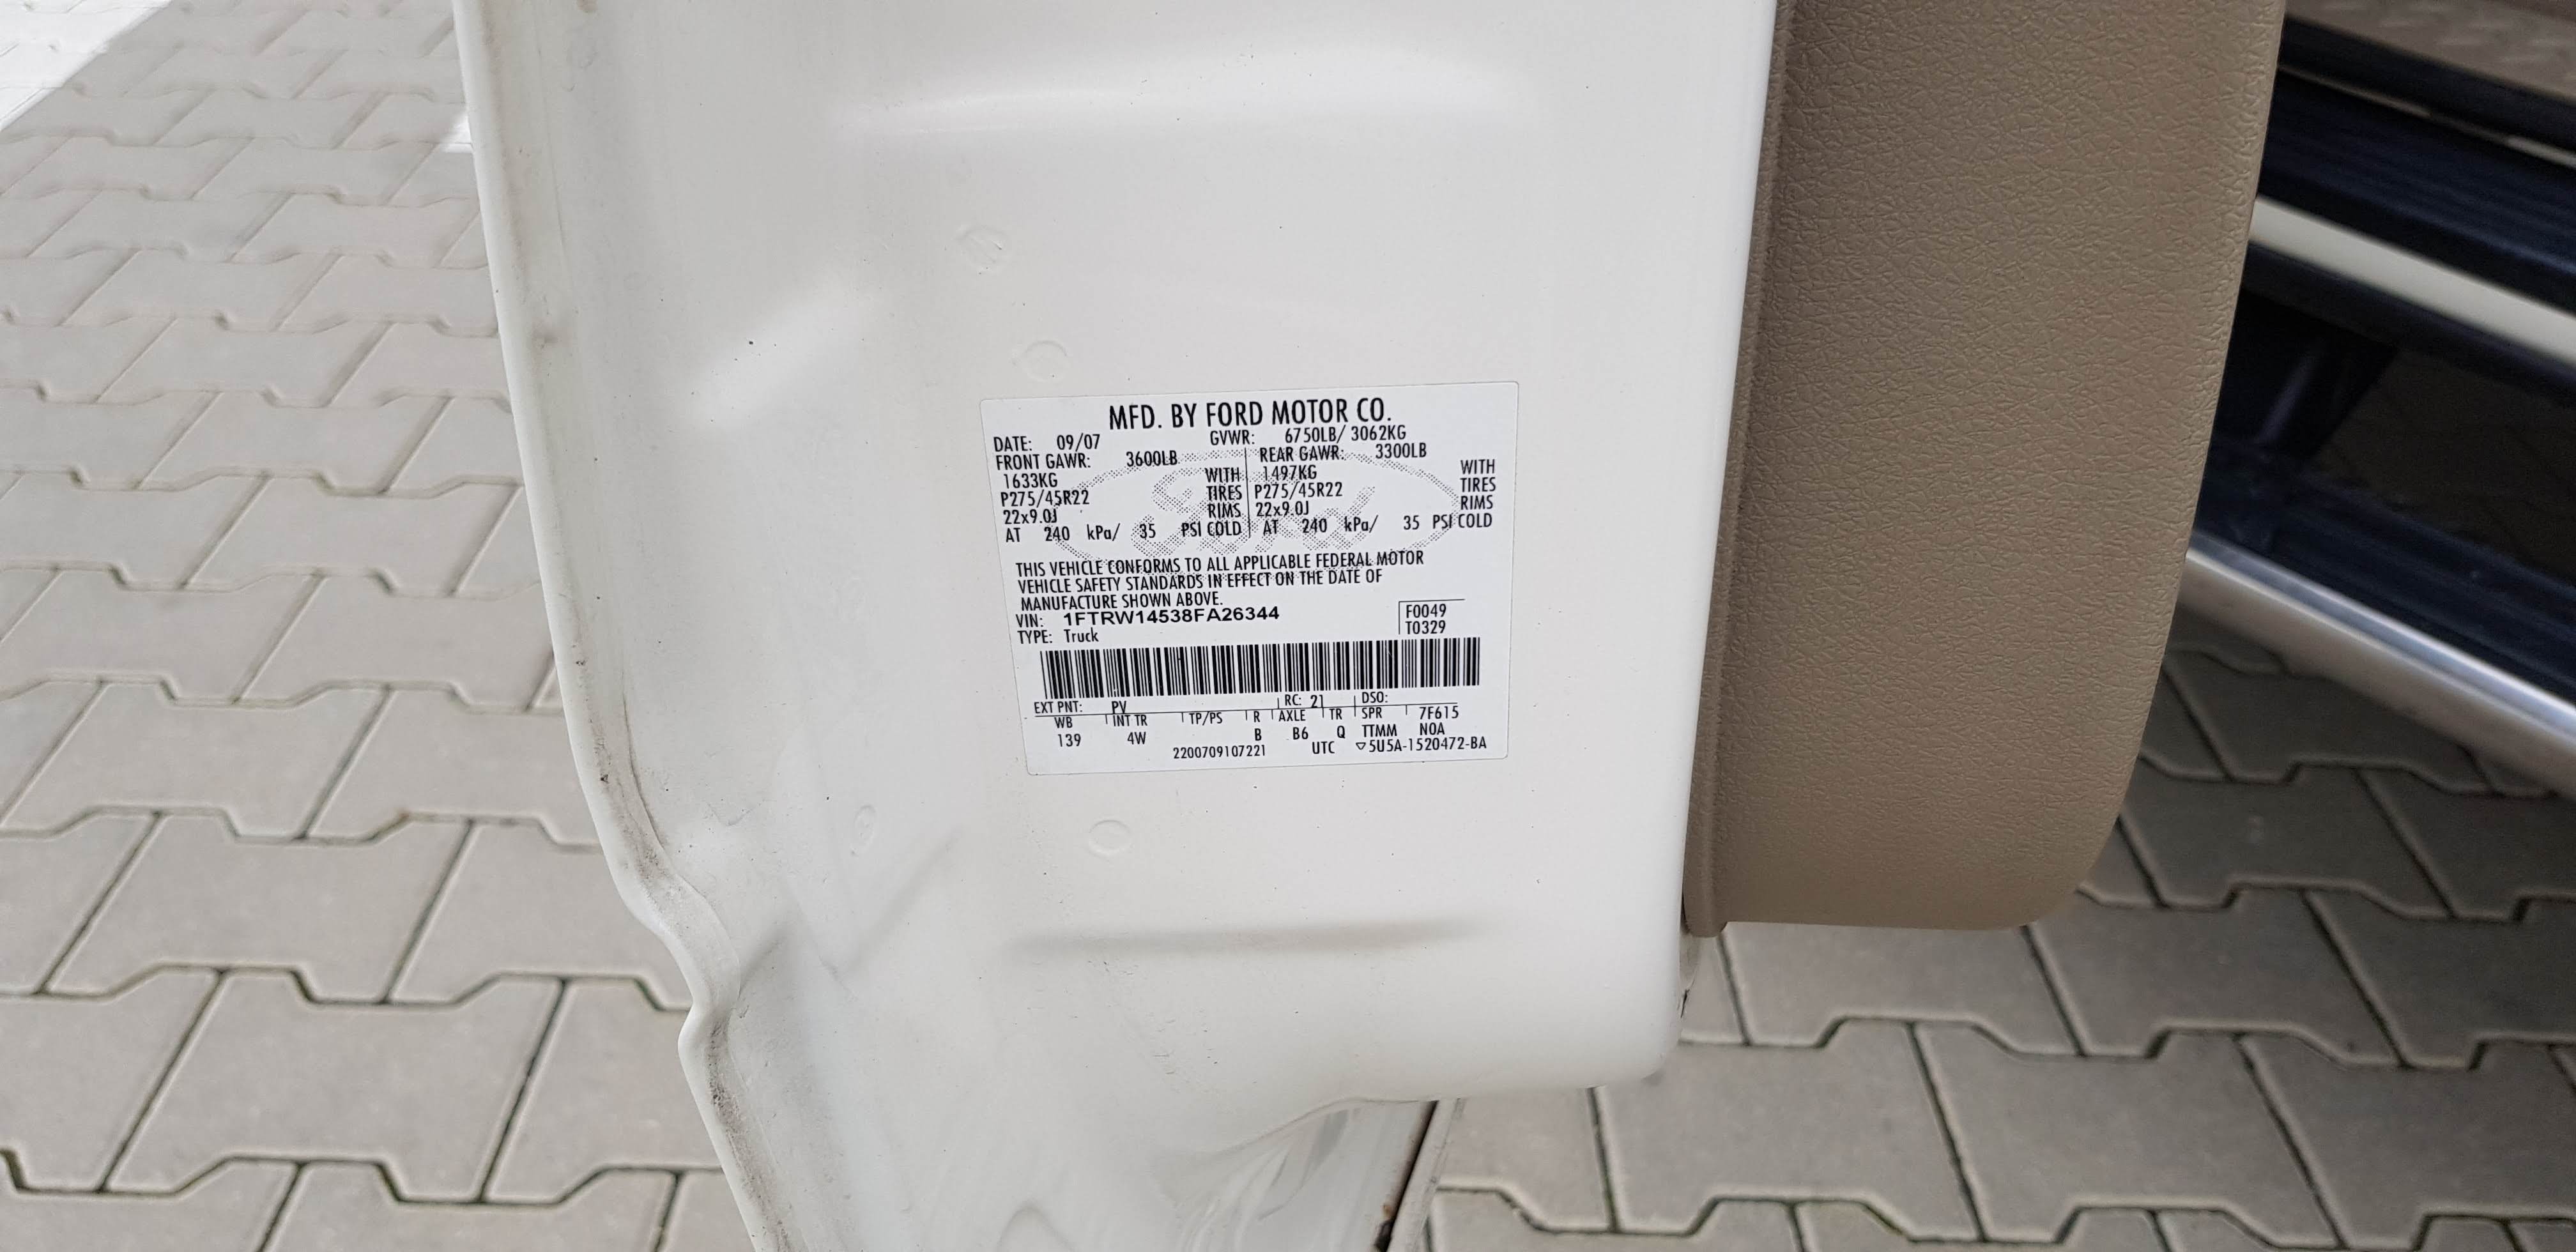 MFD. BY FORD MOTOR CO.
DATE: 09/07 GVWR: 6750LB/ 3062KG
FRONT GAWR: 3600LB REAR GAWR: 3300LB
1633KG WITH 1497KG WITH
P275/45R22 TIRES P275/45R22 TIRES
22x9.0J RIMS 22x9.0J RIMS
AT 240 kPa/ 35 PSI COLD AT 240 kPa/ 35 PSI COLD
THIS VEHICLE CONFORMS TO ALL APPLICABLE FEDERAL MOTOR
VEHICLE SAFETY STANDARDS IN EFFECT ON THE DATE OF
MANUFACTURE SHOWN ABOVE.
VIN: 1FTRW14538FA26344 F0049
TYPE: Truck T0329
EXT PNT: PV RC: 21 DSO:
WB INT TR TP/PS R AXLE TR SPR 7F615
139 4W B B6 Q TTMM NOA
2200709107221 UTC ▽5U5A-1520472-BA